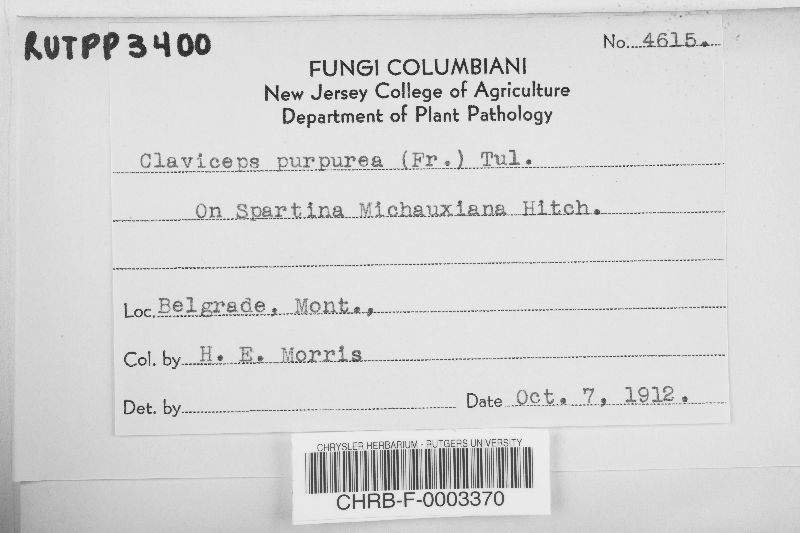 RUTPP3400
No. 4615.
FUNGI COLUMBIANI
New Jersey College of Agriculture
Department of Plant Pathology
Claviceps purpurea (Fr.) Tul.
On Spartina Michauxiana Hitch.
Loc. Belgrade, Mont.,
Col. by H. E. Morris
Det. by
Date Oct. 7, 1912.
CHRYSLER HERBARIUM - RUTGERS UNIVERSITY
CHRB-F-0003370